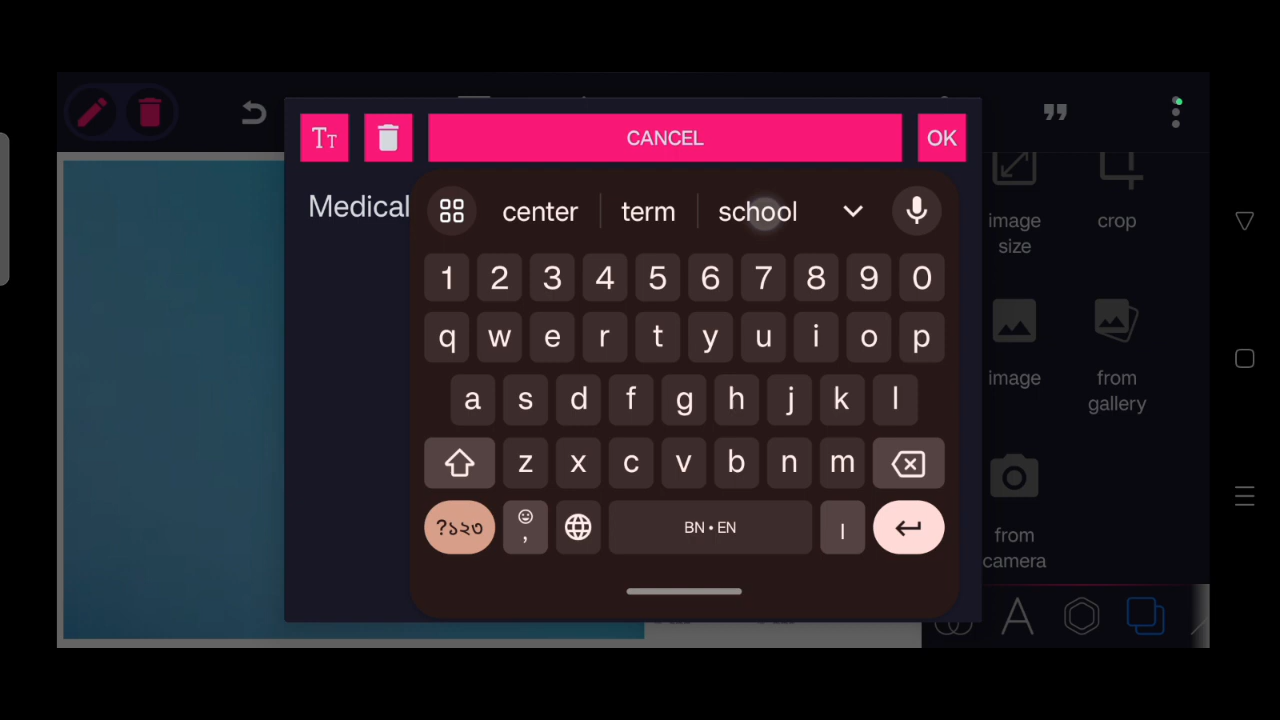 Tт
CANCEL
OK
Medical
center
term
school
1 2 3 4 5 6 7 8 9 0
q w e r t y u i o p
a s d f g h j k l
z x c v b n m
?১২৩
,
BN • EN
।
image
size
crop
image
from
gallery
from
camera
A